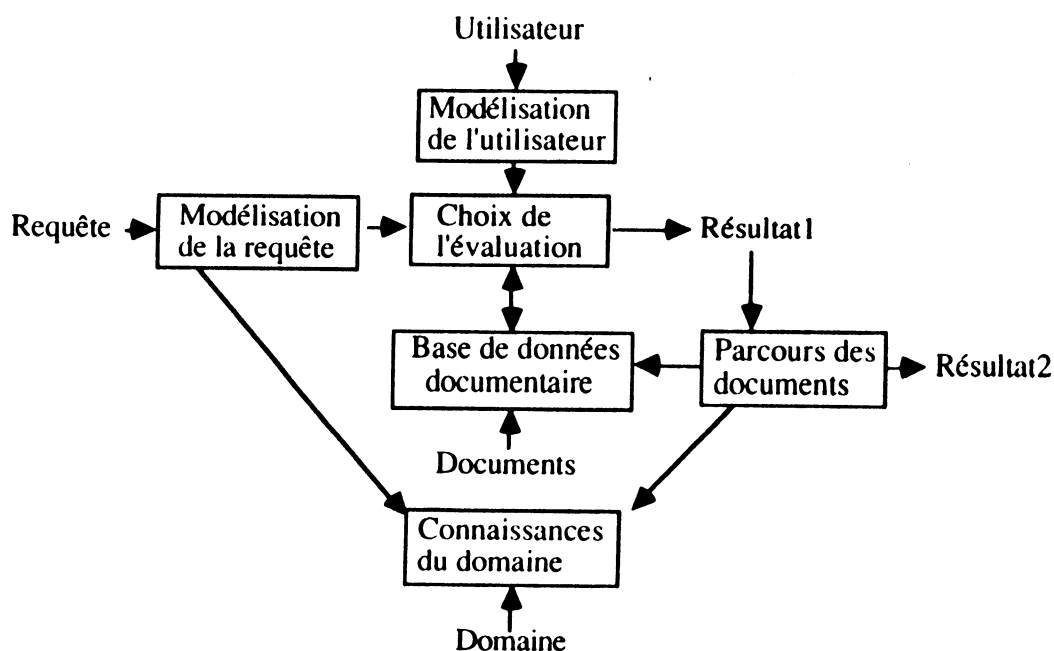 Utilisateur
Modélisation
de l'utilisateur
Requête
Modélisation
de la requête
Choix de
l'évaluation
Résultat1
Base de données
documentaire
Parcours des
documents
Résultat2
Documents
Connaissances
du domaine
Domaine